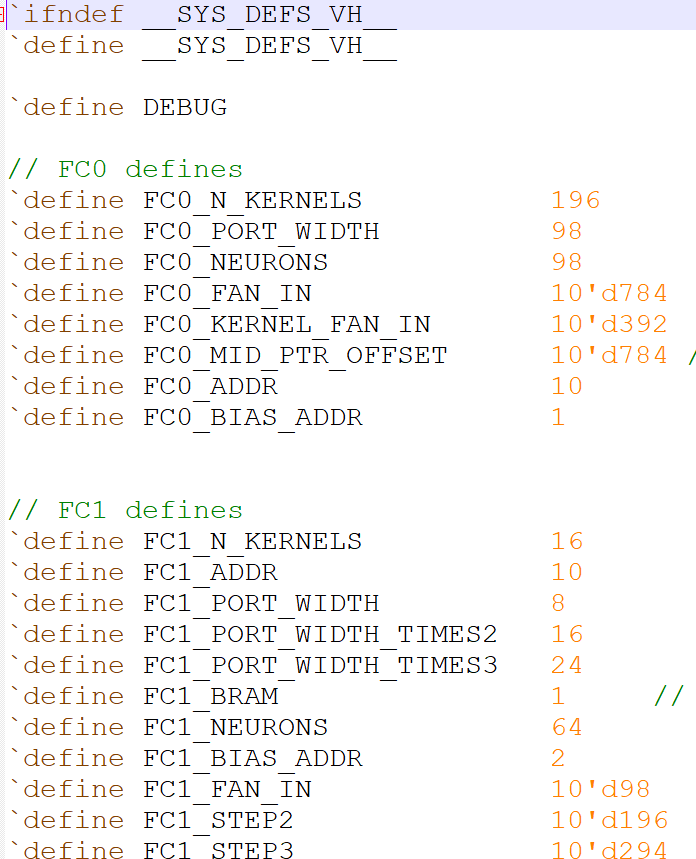 `ifndef __SYS_DEFS_VH__
`define __SYS_DEFS_VH__
`define DEBUG
// FC0 defines
`define FC0_N_KERNELS 196
`define FC0_PORT_WIDTH 98
`define FC0_NEURONS 98
`define FC0_FAN_IN 10'd784
`define FC0_KERNEL_FAN_IN 10'd392
`define FC0_MID_PTR_OFFSET 10'd784 /
`define FC0_ADDR 10
`define FC0_BIAS_ADDR 1
// FC1 defines
`define FC1_N_KERNELS 16
`define FC1_ADDR 10
`define FC1_PORT_WIDTH 8
`define FC1_PORT_WIDTH_TIMES2 16
`define FC1_PORT_WIDTH_TIMES3 24
`define FC1_BRAM 1 //
`define FC1_NEURONS 64
`define FC1_BIAS_ADDR 2
`define FC1_FAN_IN 10'd98
`define FC1_STEP2 10'd196
`define FC1_STEP3 10'd294